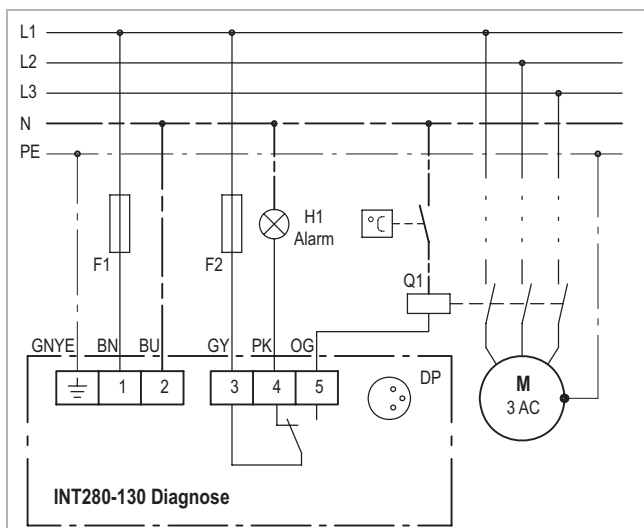 L1
L2
L3
N
PE
H1
Alarm
°C
F1
F2
Q1
GNYE BN BU GY PK OG
1 2 3 4 5
DP
M
3 AC
INT280-130 Diagnose